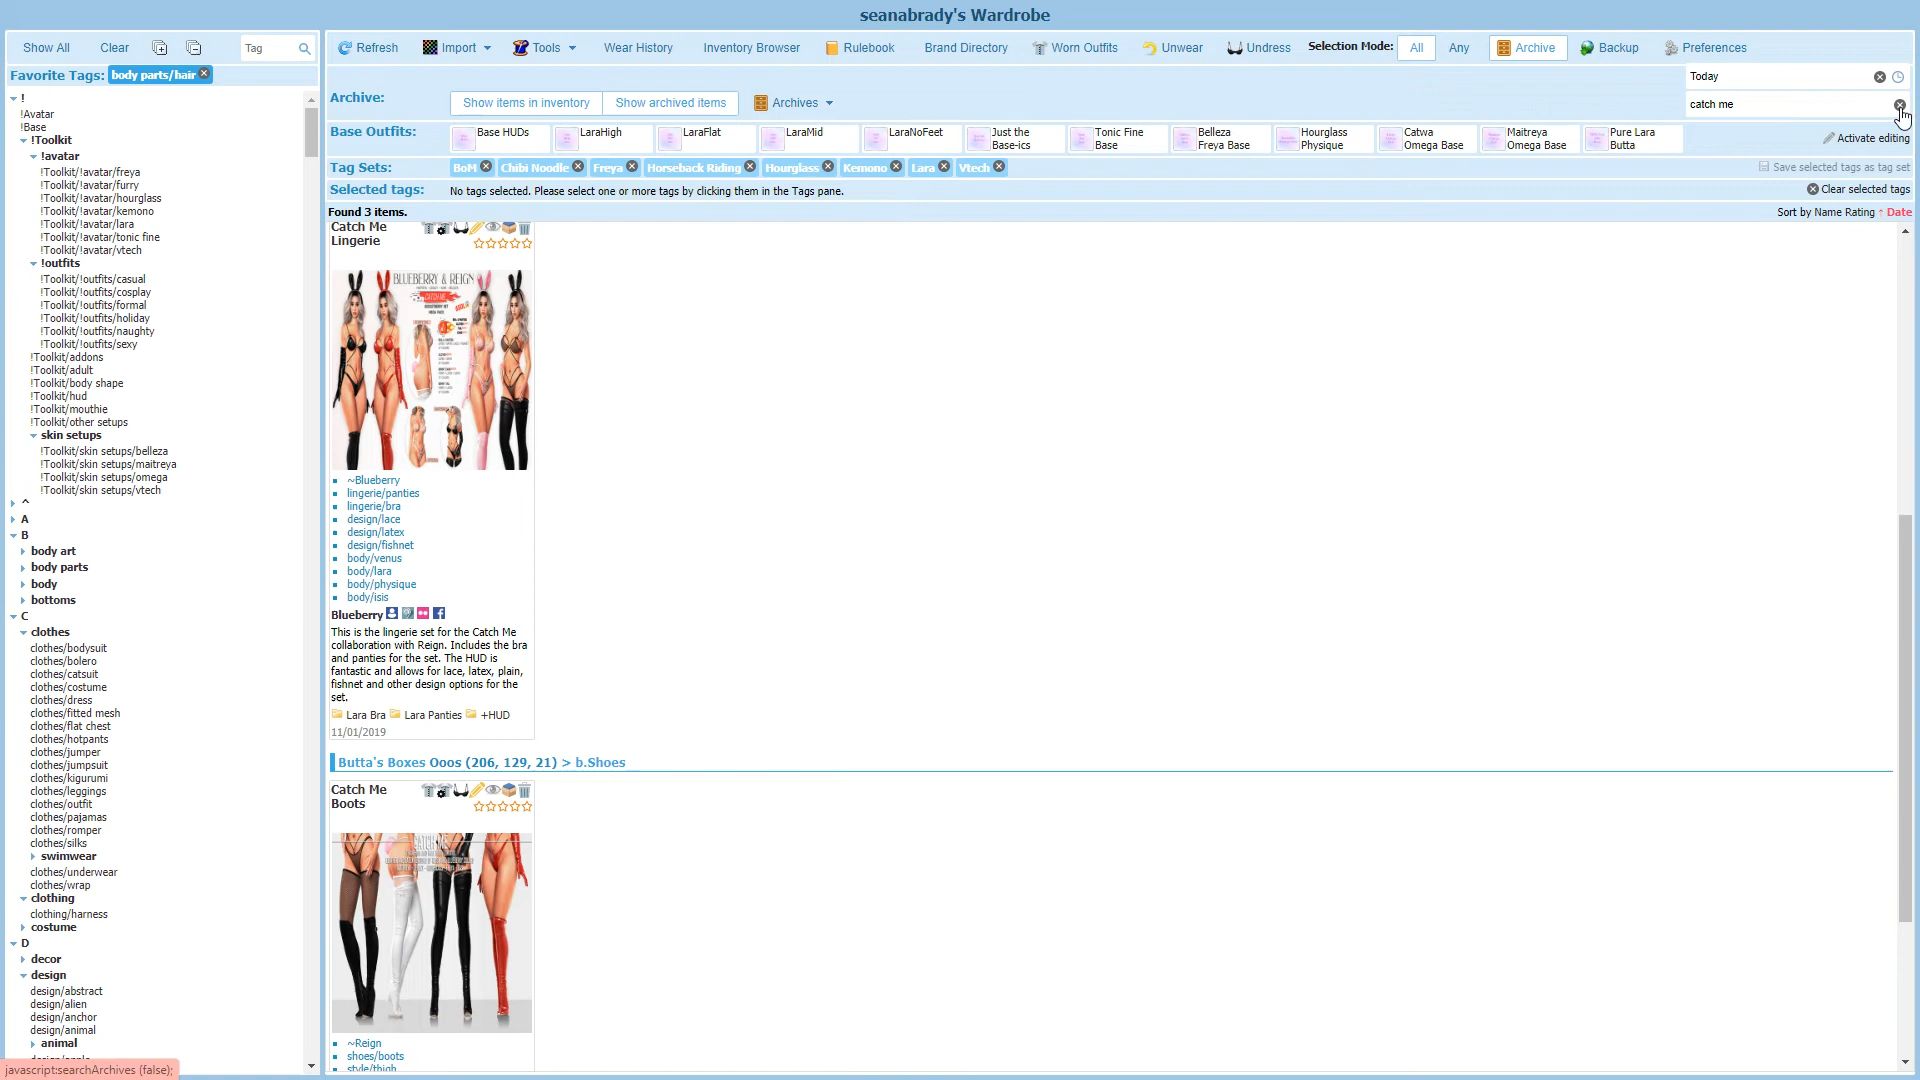 seanabrady's Wardrobe
Show All Clear Tag
Refresh Import Tools Wear History Inventory Browser Rulebook Brand Directory Worn Outfits Unwear Undress Selection Mode: All Any Archive Backup Preferences
Favorite Tags: body parts/hair
Today
Archive: Show items in inventory Show archived items Archives
catch me
Base Outfits: Base HUDs LaraHigh LaraFlat LaraMid LaraNoFeet Just the Base-ics Tonic Fine Base Belleza Freya Base Hourglass Physique Catwa Omega Base Maitreya Omega Base Pure Lara Butta
Activate editing
Tag Sets: BoM Chibi Noodle Freya Horseback Riding Hourglass Kemono Lara Vtech
Save selected tags as tag set
Selected tags: No tags selected. Please select one or more tags by clicking them in the Tags pane.
Clear selected tags
Found 3 items.
Sort by Name Rating ↑ Date
!
!Avatar
!Base
!Toolkit
!avatar
!Toolkit/!avatar/freya
!Toolkit/!avatar/furry
!Toolkit/!avatar/hourglass
!Toolkit/!avatar/kemono
!Toolkit/!avatar/lara
!Toolkit/!avatar/tonic fine
!Toolkit/!avatar/vtech
!outfits
!Toolkit/!outfits/casual
!Toolkit/!outfits/cosplay
!Toolkit/!outfits/formal
!Toolkit/!outfits/holiday
!Toolkit/!outfits/naughty
!Toolkit/!outfits/sexy
!Toolkit/addons
!Toolkit/adult
!Toolkit/body shape
!Toolkit/hud
!Toolkit/mouthie
!Toolkit/other setups
skin setups
!Toolkit/skin setups/belleza
!Toolkit/skin setups/maitreya
!Toolkit/skin setups/omega
!Toolkit/skin setups/vtech
^
A
B
body art
body parts
body
bottoms
C
clothes
clothes/bodysuit
clothes/bolero
clothes/catsuit
clothes/costume
clothes/dress
clothes/fitted mesh
clothes/flat chest
clothes/hotpants
clothes/jumper
clothes/jumpsuit
clothes/kigurumi
clothes/leggings
clothes/outfit
clothes/pajamas
clothes/romper
clothes/silks
swimwear
clothes/underwear
clothes/wrap
clothing
clothing/harness
costume
D
decor
design
design/abstract
design/alien
design/anchor
design/animal
animal
javascript:searchArchives (false);
Catch Me
Lingerie
BLUEBERRY & REIGN
CATCH ME
~Blueberry
lingerie/panties
lingerie/bra
design/lace
design/latex
design/fishnet
body/venus
body/lara
body/physique
body/isis
Blueberry
This is the lingerie set for the Catch Me
collaboration with Reign. Includes the bra
and panties for the set. The HUD is
fantastic and allows for lace, latex, plain,
fishnet and other design options for the
set.
Lara Bra Lara Panties +HUD
11/01/2019
Butta's Boxes Ooos (206, 129, 21) > b.Shoes
Catch Me
Boots
CATCH ME
~Reign
shoes/boots
style/thigh